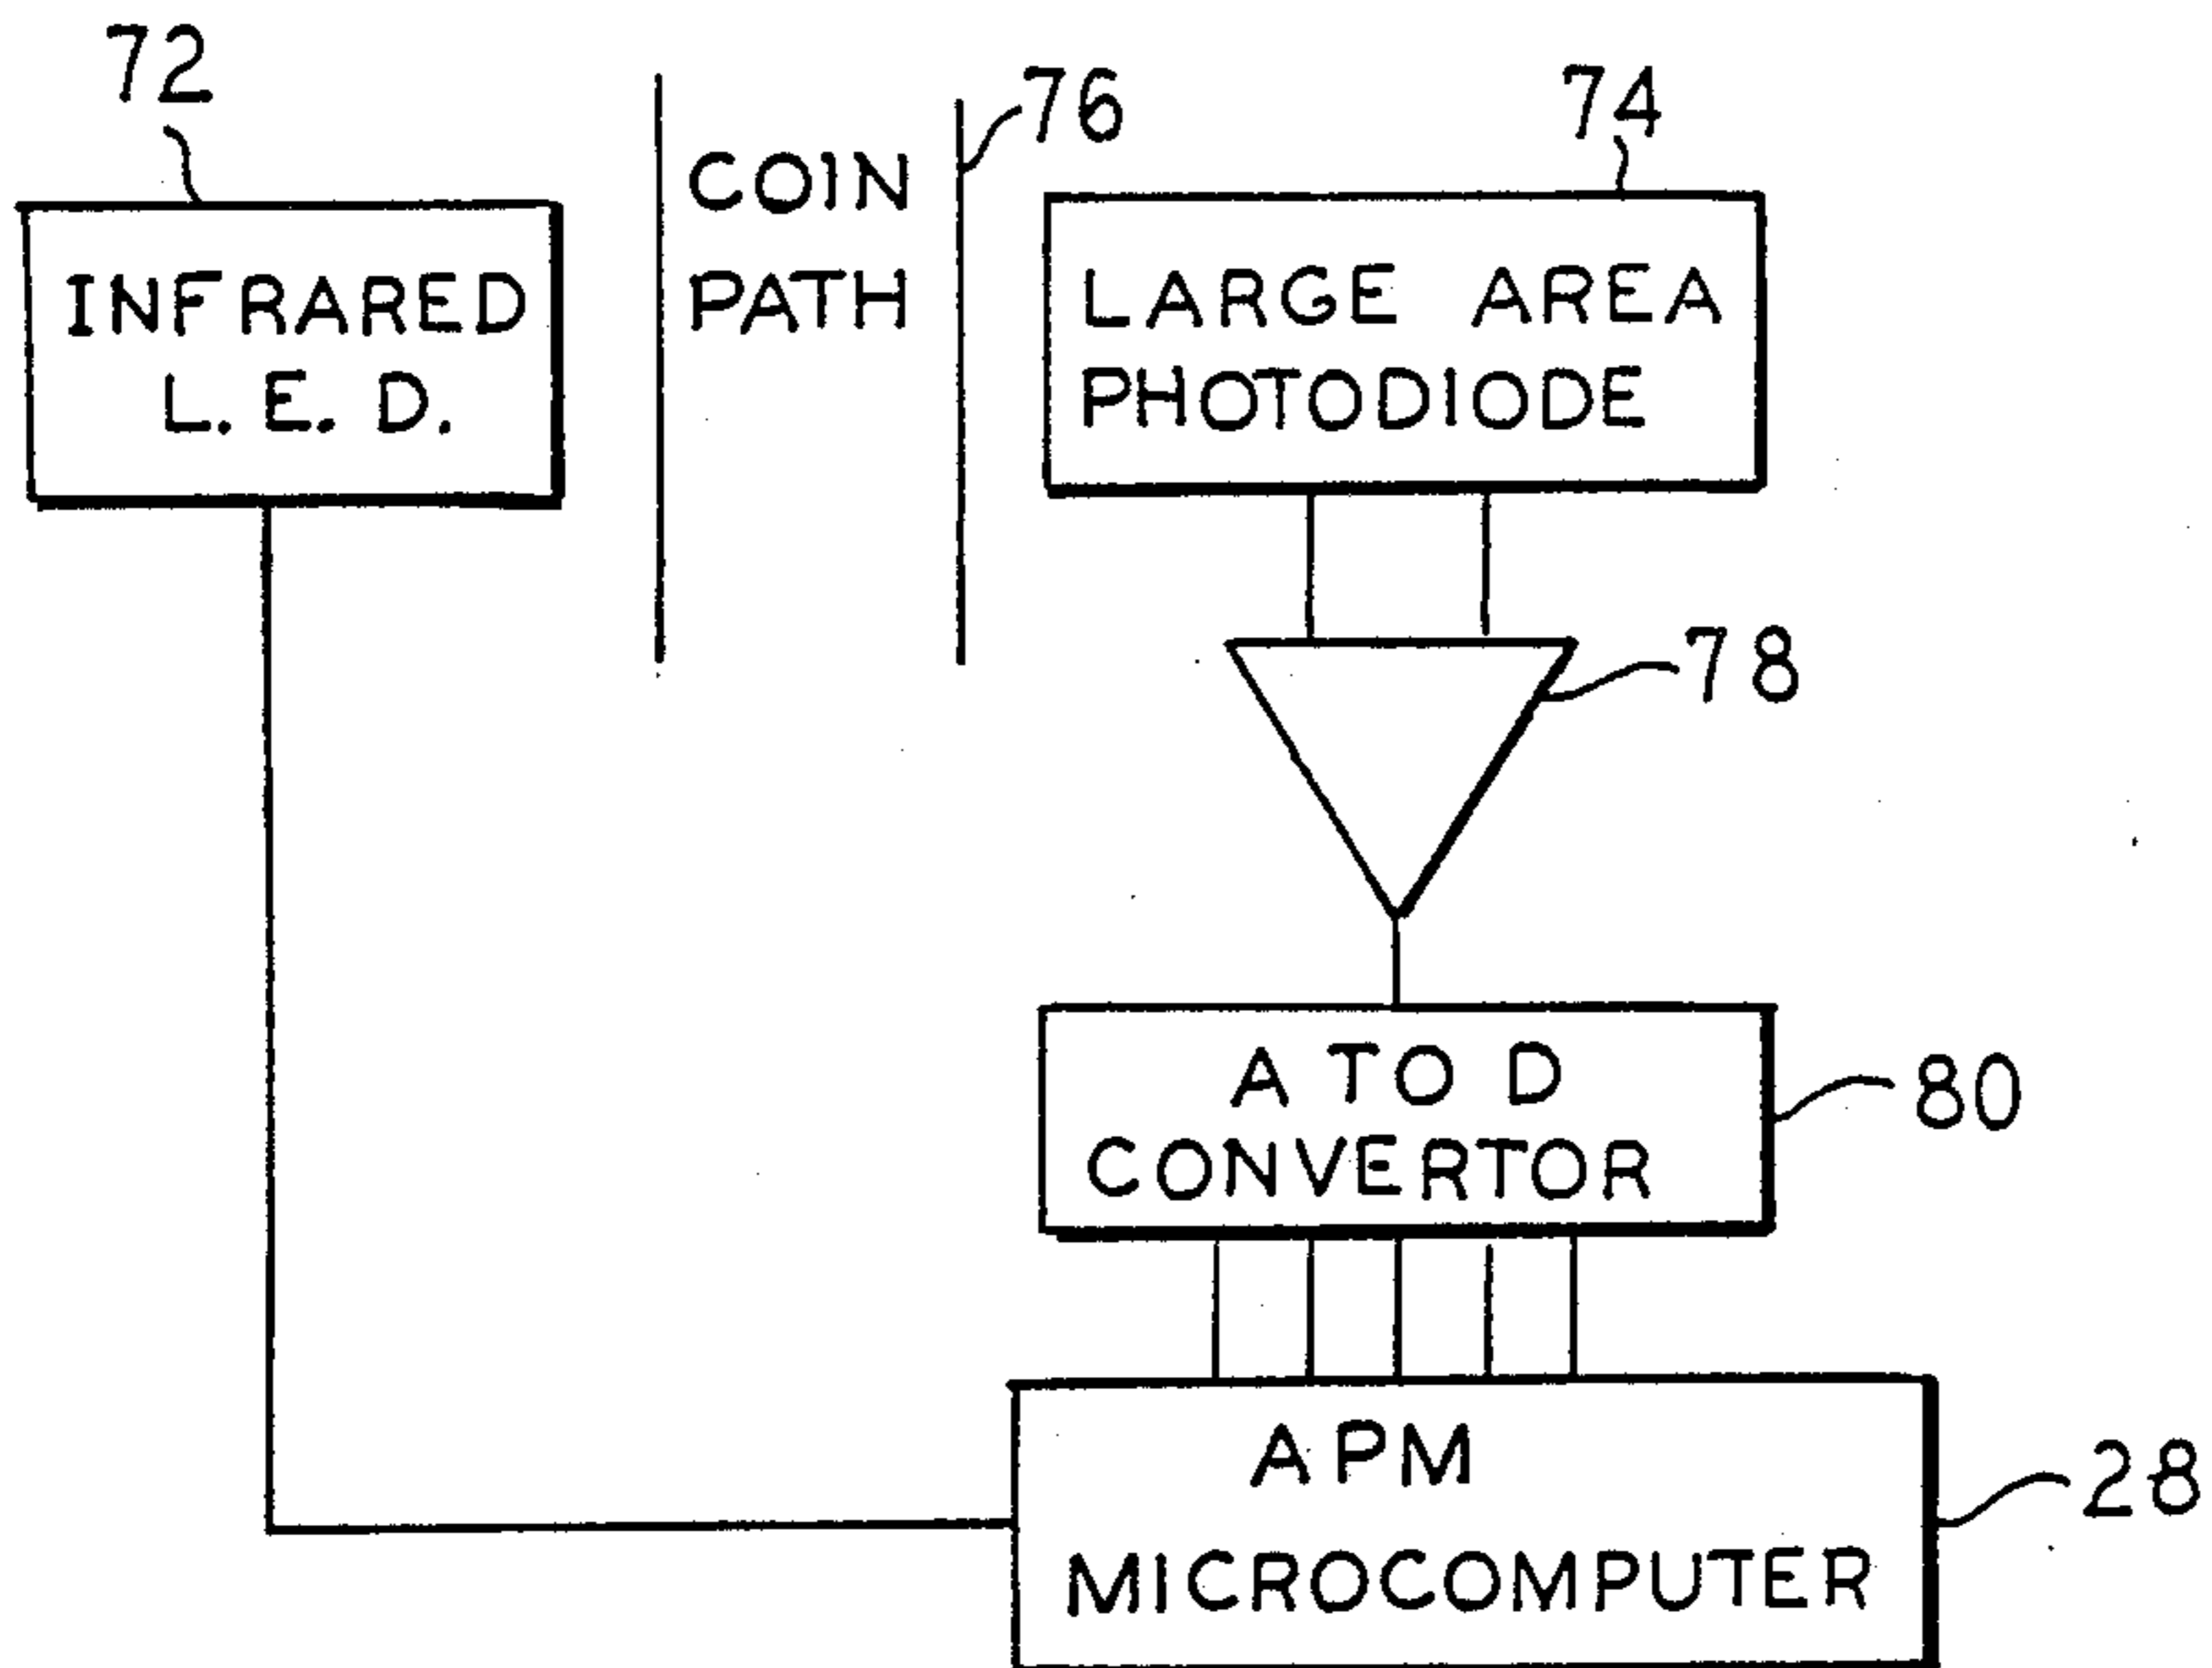 72
76
74
COIN
PATH
INFRARED
L.E.D.
LARGE AREA
PHOTODIODE
78
A TO D
CONVERTOR
80
APM
MICROCOMPUTER
28